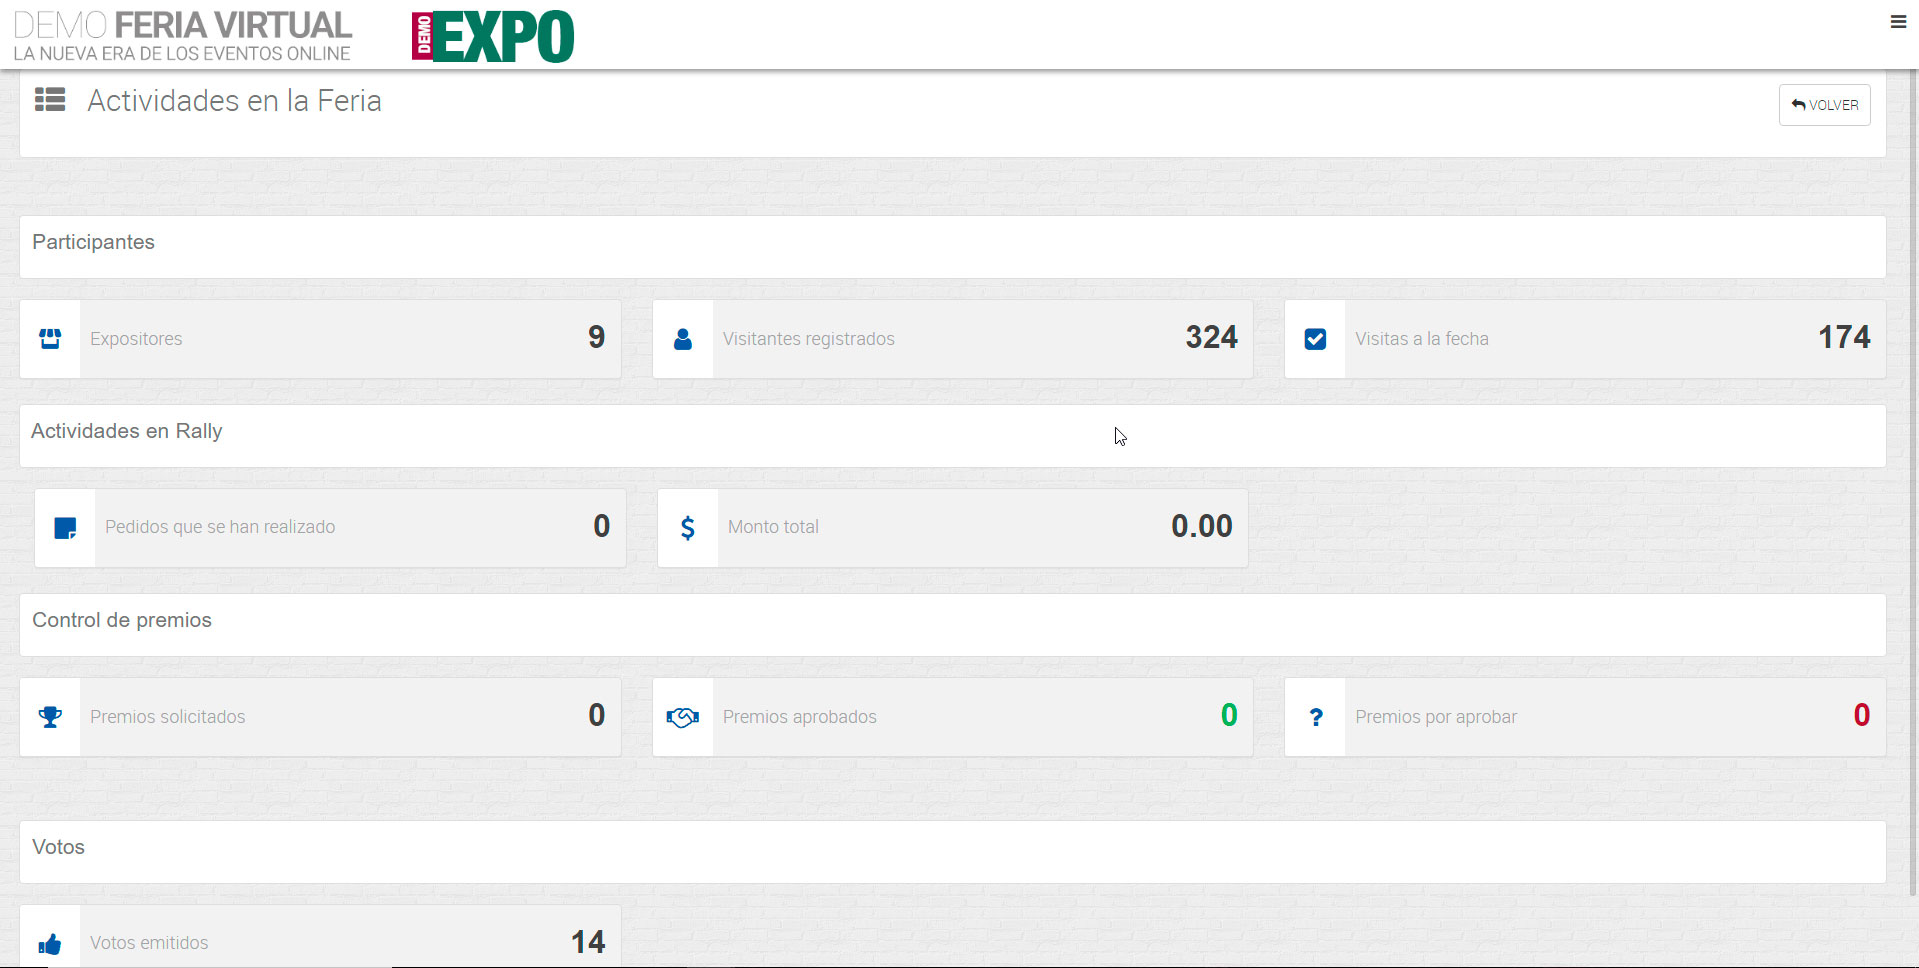 DEMO FERIA VIRTUAL
LA NUEVA ERA DE LOS EVENTOS ONLINE
DEMO EXPO
Actividades en la Feria
VOLVER
Participantes
Expositores 9
Visitantes registrados 324
Visitas a la fecha 174
Actividades en Rally
Pedidos que se han realizado 0
$ Monto total 0.00
Control de premios
Premios solicitados 0
Premios aprobados 0
? Premios por aprobar 0
Votos
Votos emitidos 14